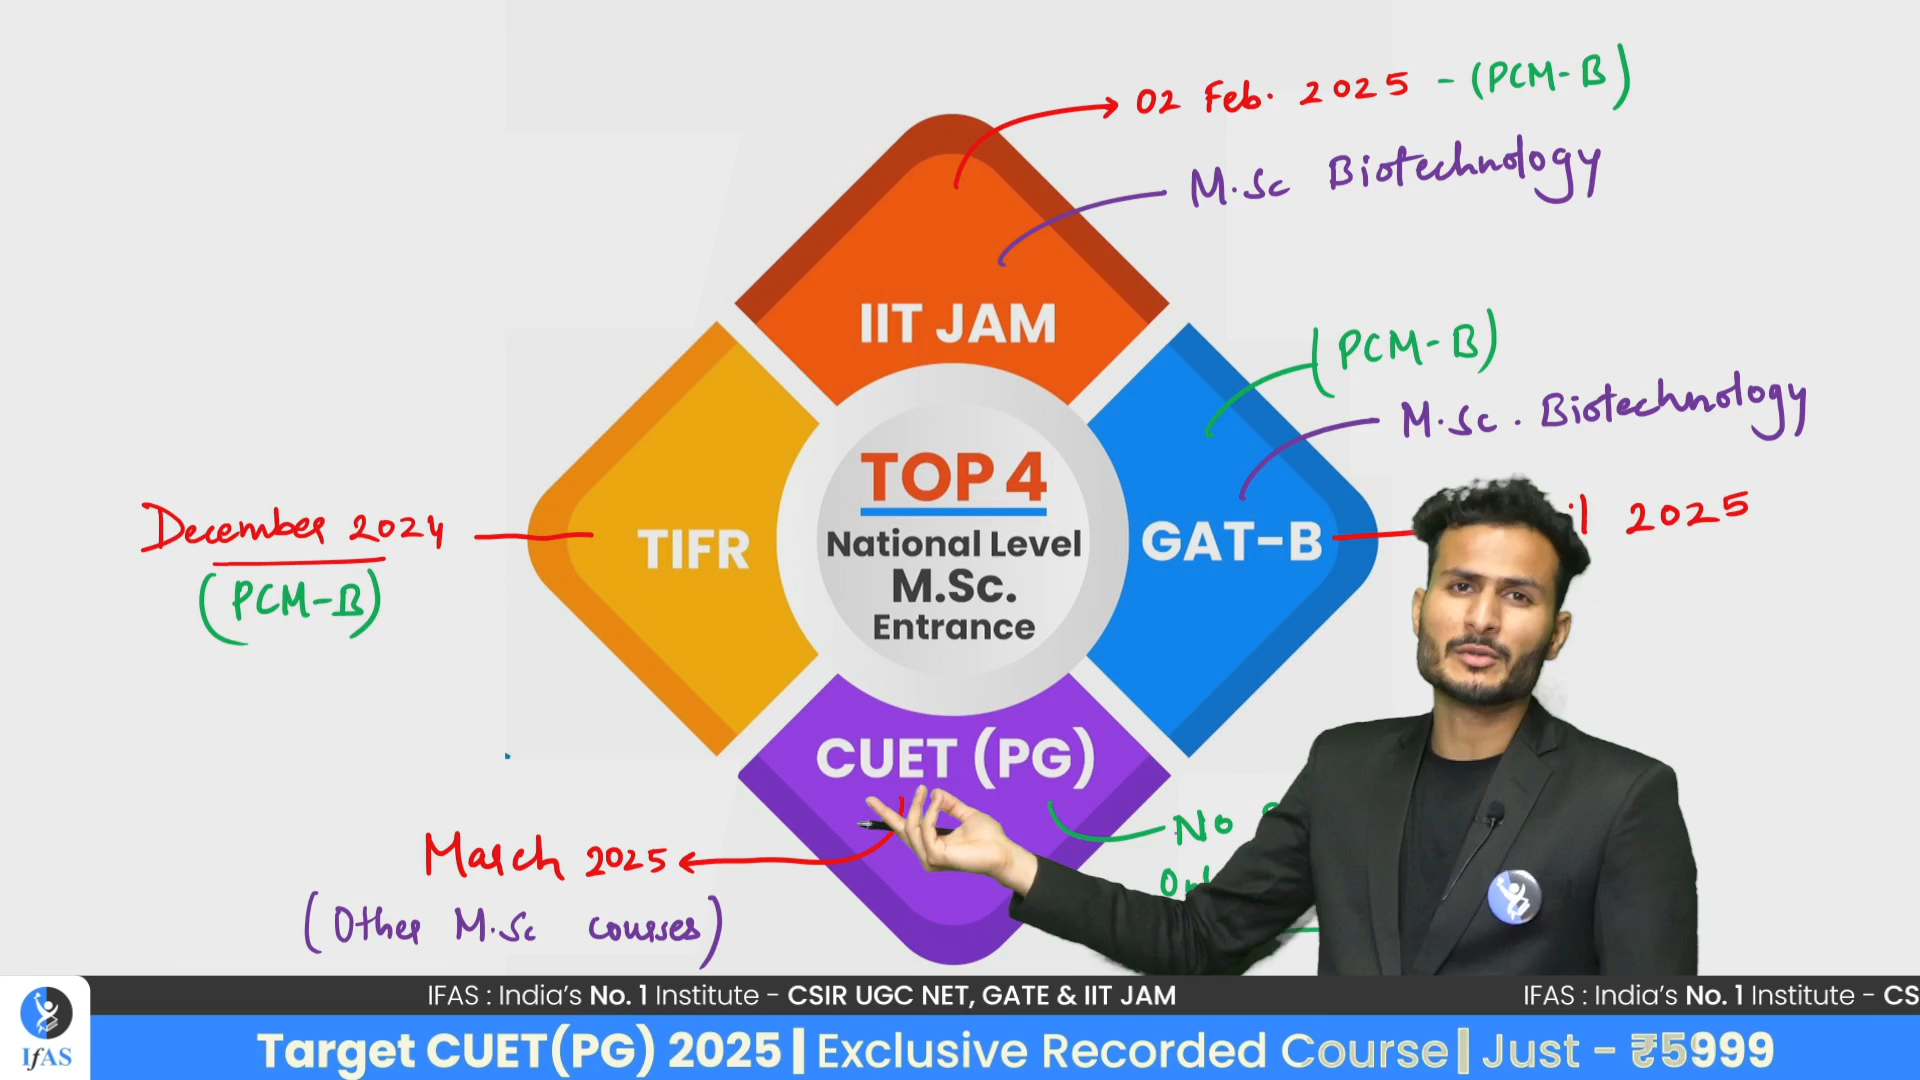 02 Feb. 2025 - (PCM-B)
M.Sc Biotechnology
IIT JAM
(PCM-B)
M.Sc. Biotechnology
TOP 4
National Level
M.Sc.
Entrance
TIFR
GAT-B
December 2024
(PCM-B)
2025
CUET (PG)
No
March 2025
(Other M.Sc courses)
IFAS : India's No. 1 Institute - CSIR UGC NET, GATE & IIT JAM
IFAS : India's No. 1 Institute - CS
IfAS
Target CUET(PG) 2025 | Exclusive Recorded Course | Just - ₹5999